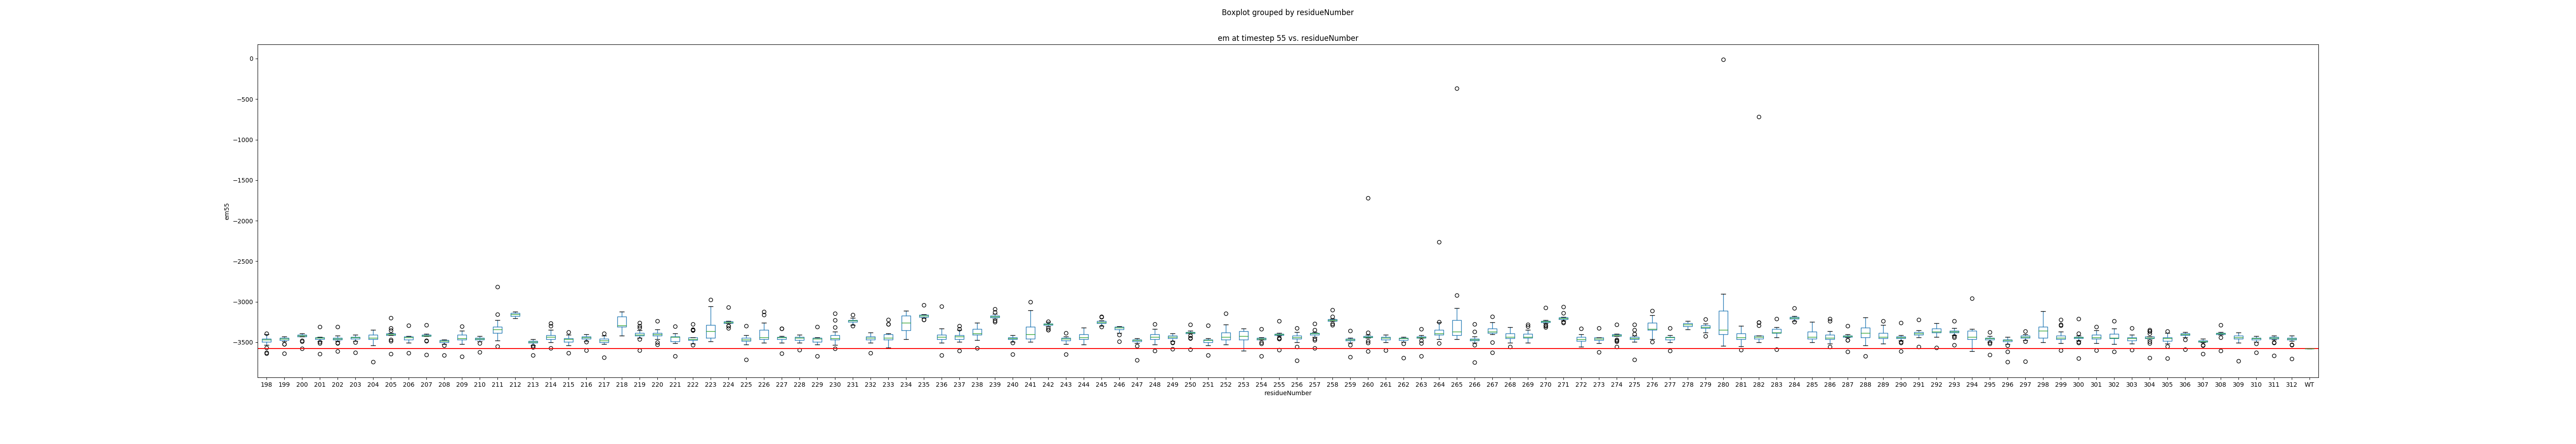 Boxplot grouped by residueNumber
em at timestep 55 vs. residueNumber
0
−500
−1000
−1500
−2000
−2500
−3000
−3500
em55
198 199 200 201 202 203 204 205 206 207 208 209 210 211 212 213 214 215 216 217 218 219 220 221 222 223 224 225 226 227 228 229 230 231 232 233 234 235 236 237 238 239 240 241 242 243 244 245 246 247 248 249 250 251 252 253 254 255 256 257 258 259 260 261 262 263 264 265 266 267 268 269 270 271 272 273 274 275 276 277 278 279 280 281 282 283 284 285 286 287 288 289 290 291 292 293 294 295 296 297 298 299 300 301 302 303 304 305 306 307 308 309 310 311 312 WT
residueNumber